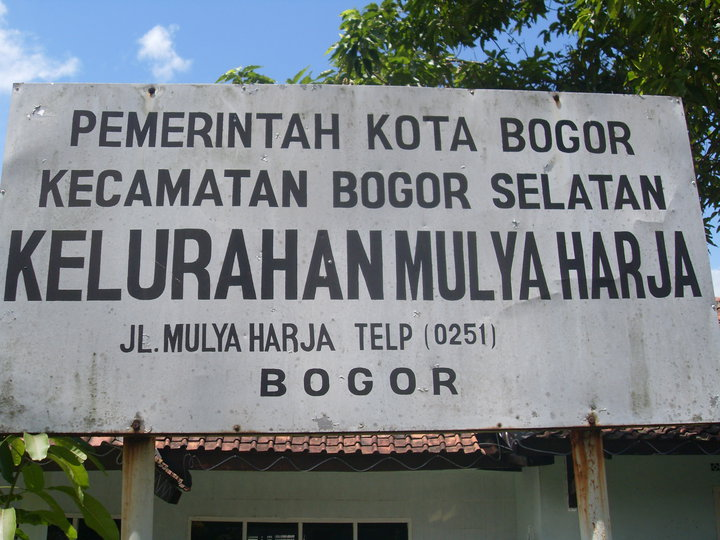 PEMERINTAH KOTA BOGOR
KECAMATAN BOGOR SELATAN
KELURAHAN MULYA HARJA
JL. MULYA HARJA TELP (0251)
BOGOR